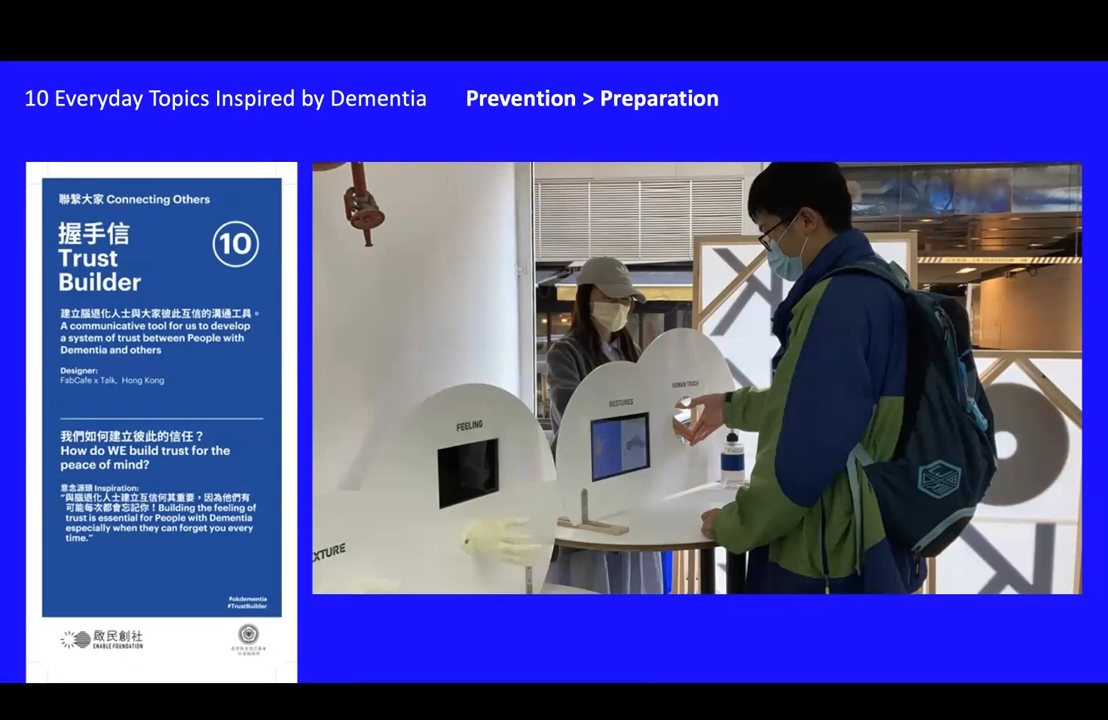 10 Everyday Topics Inspired by Dementia Prevention > Preparation
聯繫大家 Connecting Others
握手信
Trust
Builder
10
建立腦退化人士與大家彼此互信的溝通工具。
A communicative tool for us to develop
a system of trust between People with
Dementia and others
Designer:
FabCafe x Talk, Hong Kong
我們如何建立彼此的信任？
How do WE build trust for the
peace of mind?
意念源頭 Inspiration:
“與腦退化人士建立互信何其重要，因為他們有
可能每次都會忘記你！Building the feeling of
trust is essential for People with Dementia
especially when they can forget you every
time.”
#okdementia
#TrustBuilder
啟民創社
ENABLE FOUNDATION
FEELING
GESTURES
HUMAN TOUCH
EXTURE